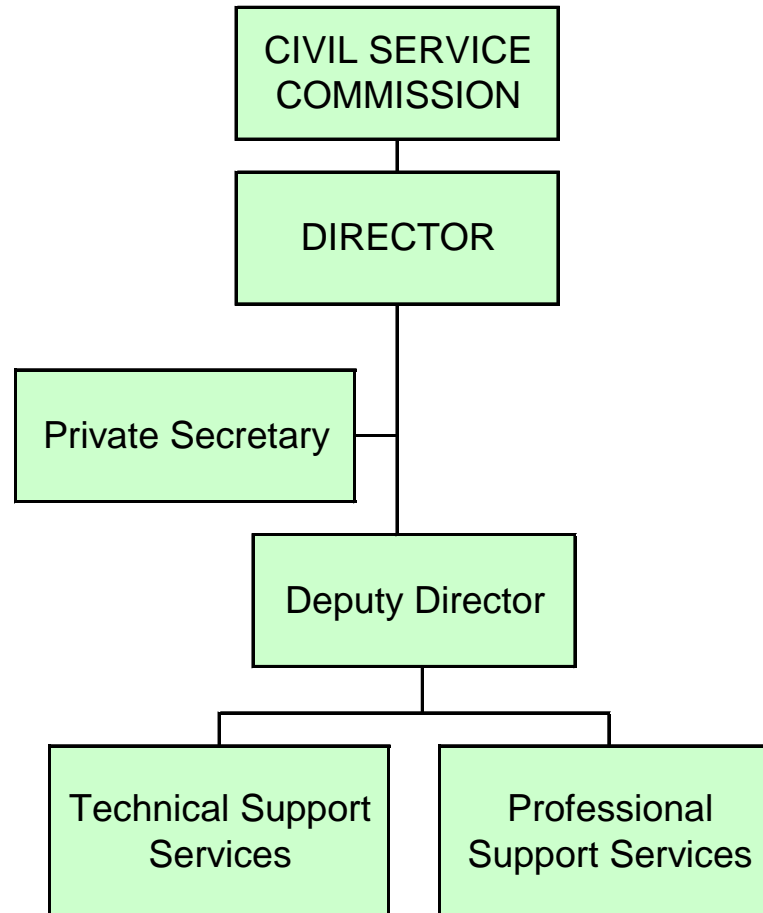 CIVIL SERVICE
COMMISSION
DIRECTOR
Private Secretary
Deputy Director
Technical Support
Services
Professional
Support Services